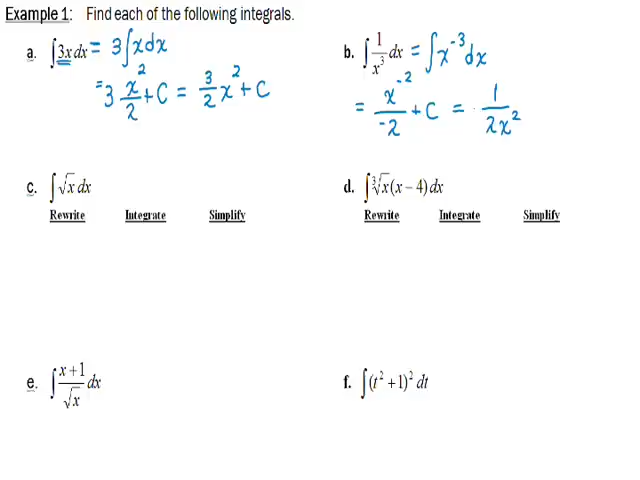 Example 1: Find each of the following integrals.
a. ∫3x dx = 3∫x dx
= 3 x²/2 + C = 3/2 x² + C
b. ∫ 1/x³ dx = ∫x⁻³ dx
= x⁻²/-2 + C = 1/2x²
c. ∫√x dx
Rewrite Integrate Simplify
d. ∫∛x(x − 4) dx
Rewrite Integrate Simplify
e. ∫ x+1/√x dx
f. ∫(t² + 1)² dt